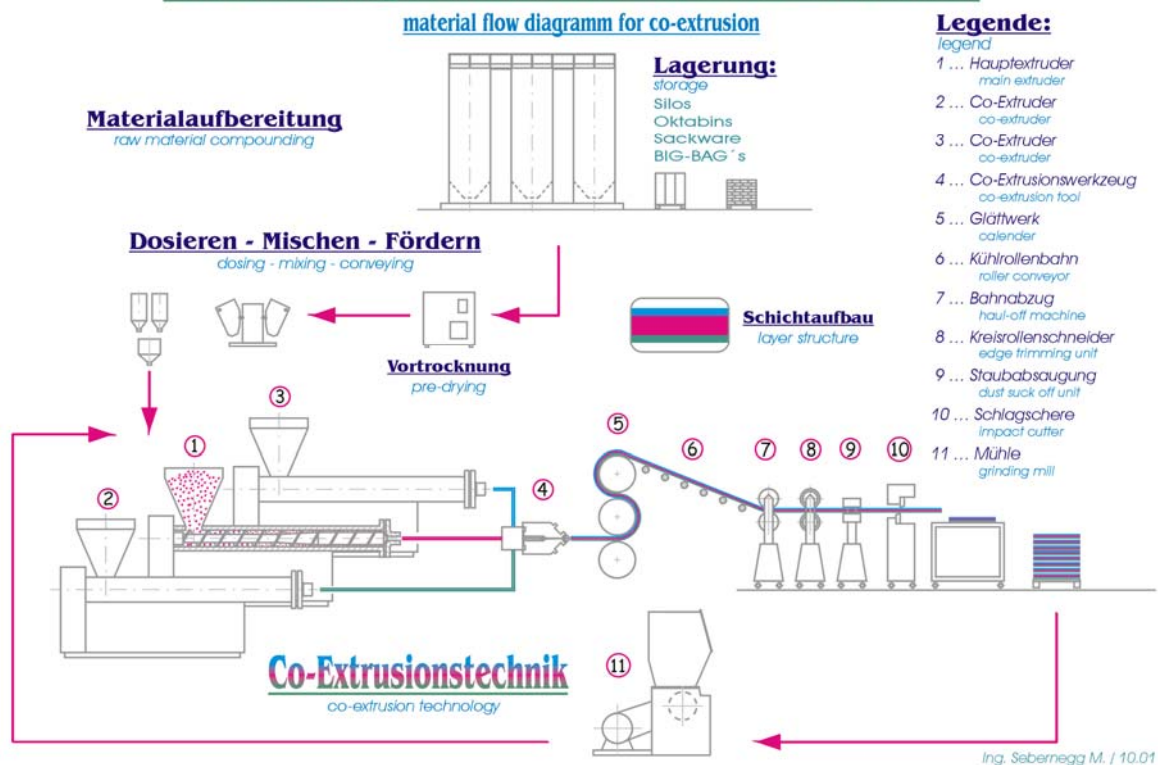 material flow diagramm for co-extrusion
Legende:
legend
1 ... Hauptextruder
main extruder
2 ... Co-Extruder
co-extruder
3 ... Co-Extruder
co-extruder
4 ... Co-Extrusionswerkzeug
co-extrusion tool
5 ... Glättwerk
calender
6 ... Kühlrollenbahn
roller conveyor
7 ... Bahnabzug
haul-off machine
8 ... Kreisrollenschneider
edge trimming unit
9 ... Staubabsaugung
dust suck off unit
10 ... Schlagschere
impact cutter
11 ... Mühle
grinding mill
Lagerung:
storage
Silos
Oktabins
Sackware
BIG-BAG´s
Materialaufbereitung
raw material compounding
Dosieren - Mischen - Fördern
dosing - mixing - conveying
Vortrocknung
pre-drying
Schichtaufbau
layer structure
3
1
2
4
5
6
7
8
9
10
11
Co-Extrusionstechnik
co-extrusion technology
Ing. Sebernegg M. / 10.01